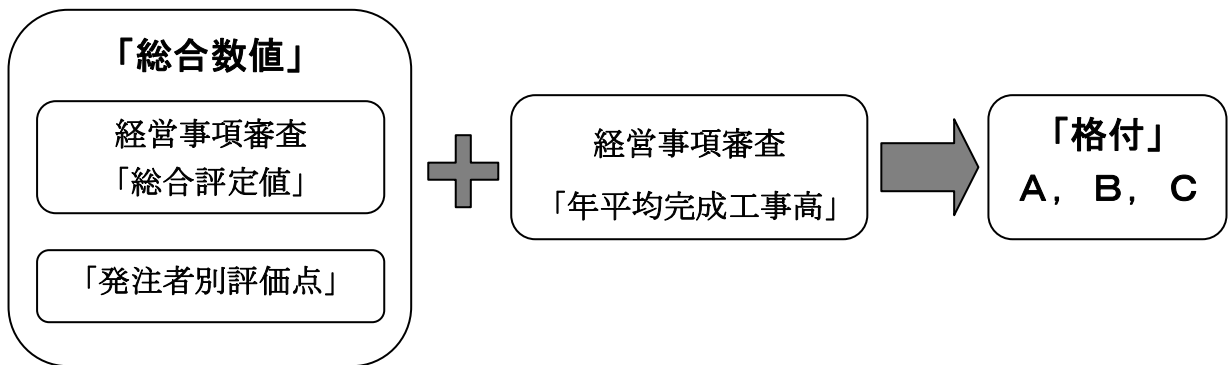 「総合数値」
経営事項審査
「総合評定値」
「発注者別評価点」
経営事項審査
「年平均完成工事高」
「格付」
Ａ，Ｂ，Ｃ